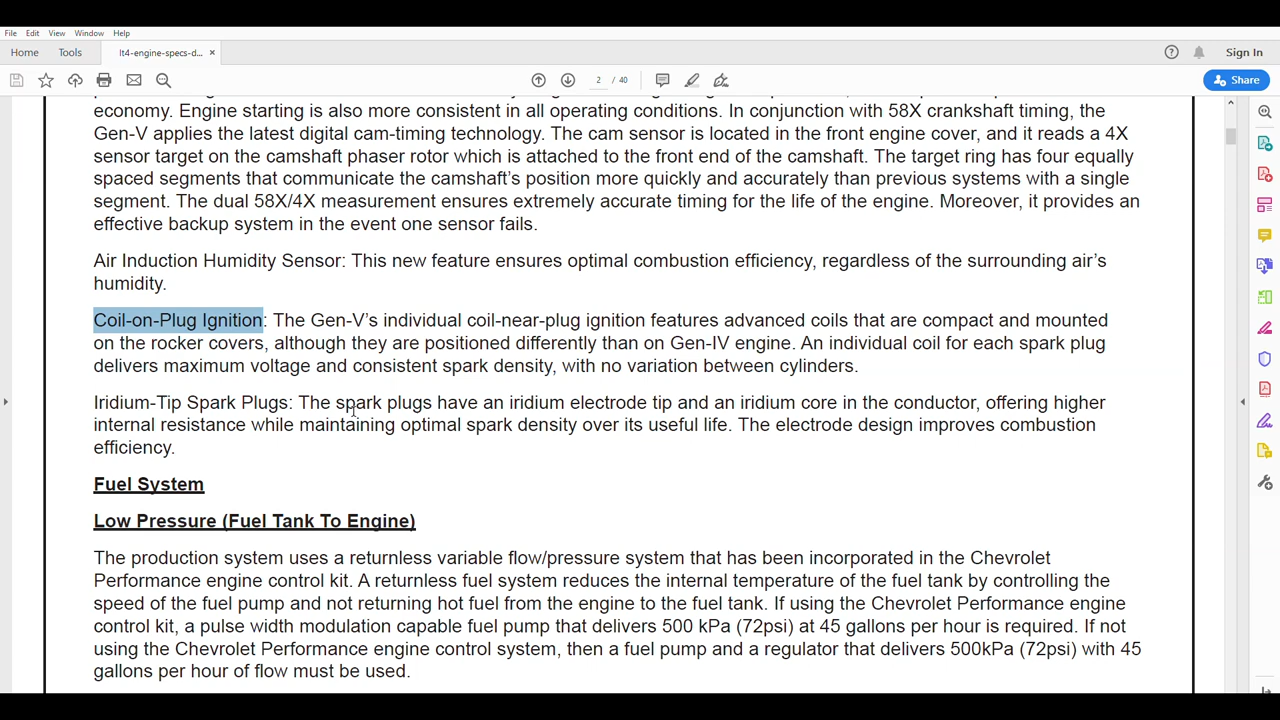 File Edit View Window Help
Home Tools lt4-engine-specs-d... × Sign In
2 / 40 Share
economy. Engine starting is also more consistent in all operating conditions. In conjunction with 58X crankshaft timing, the
Gen-V applies the latest digital cam-timing technology. The cam sensor is located in the front engine cover, and it reads a 4X
sensor target on the camshaft phaser rotor which is attached to the front end of the camshaft. The target ring has four equally
spaced segments that communicate the camshaft's position more quickly and accurately than previous systems with a single
segment. The dual 58X/4X measurement ensures extremely accurate timing for the life of the engine. Moreover, it provides an
effective backup system in the event one sensor fails.
Air Induction Humidity Sensor: This new feature ensures optimal combustion efficiency, regardless of the surrounding air's
humidity.
Coil-on-Plug Ignition: The Gen-V's individual coil-near-plug ignition features advanced coils that are compact and mounted
on the rocker covers, although they are positioned differently than on Gen-IV engine. An individual coil for each spark plug
delivers maximum voltage and consistent spark density, with no variation between cylinders.
Iridium-Tip Spark Plugs: The spark plugs have an iridium electrode tip and an iridium core in the conductor, offering higher
internal resistance while maintaining optimal spark density over its useful life. The electrode design improves combustion
efficiency.
Fuel System
Low Pressure (Fuel Tank To Engine)
The production system uses a returnless variable flow/pressure system that has been incorporated in the Chevrolet
Performance engine control kit. A returnless fuel system reduces the internal temperature of the fuel tank by controlling the
speed of the fuel pump and not returning hot fuel from the engine to the fuel tank. If using the Chevrolet Performance engine
control kit, a pulse width modulation capable fuel pump that delivers 500 kPa (72psi) at 45 gallons per hour is required. If not
using the Chevrolet Performance engine control system, then a fuel pump and a regulator that delivers 500kPa (72psi) with 45
gallons per hour of flow must be used.